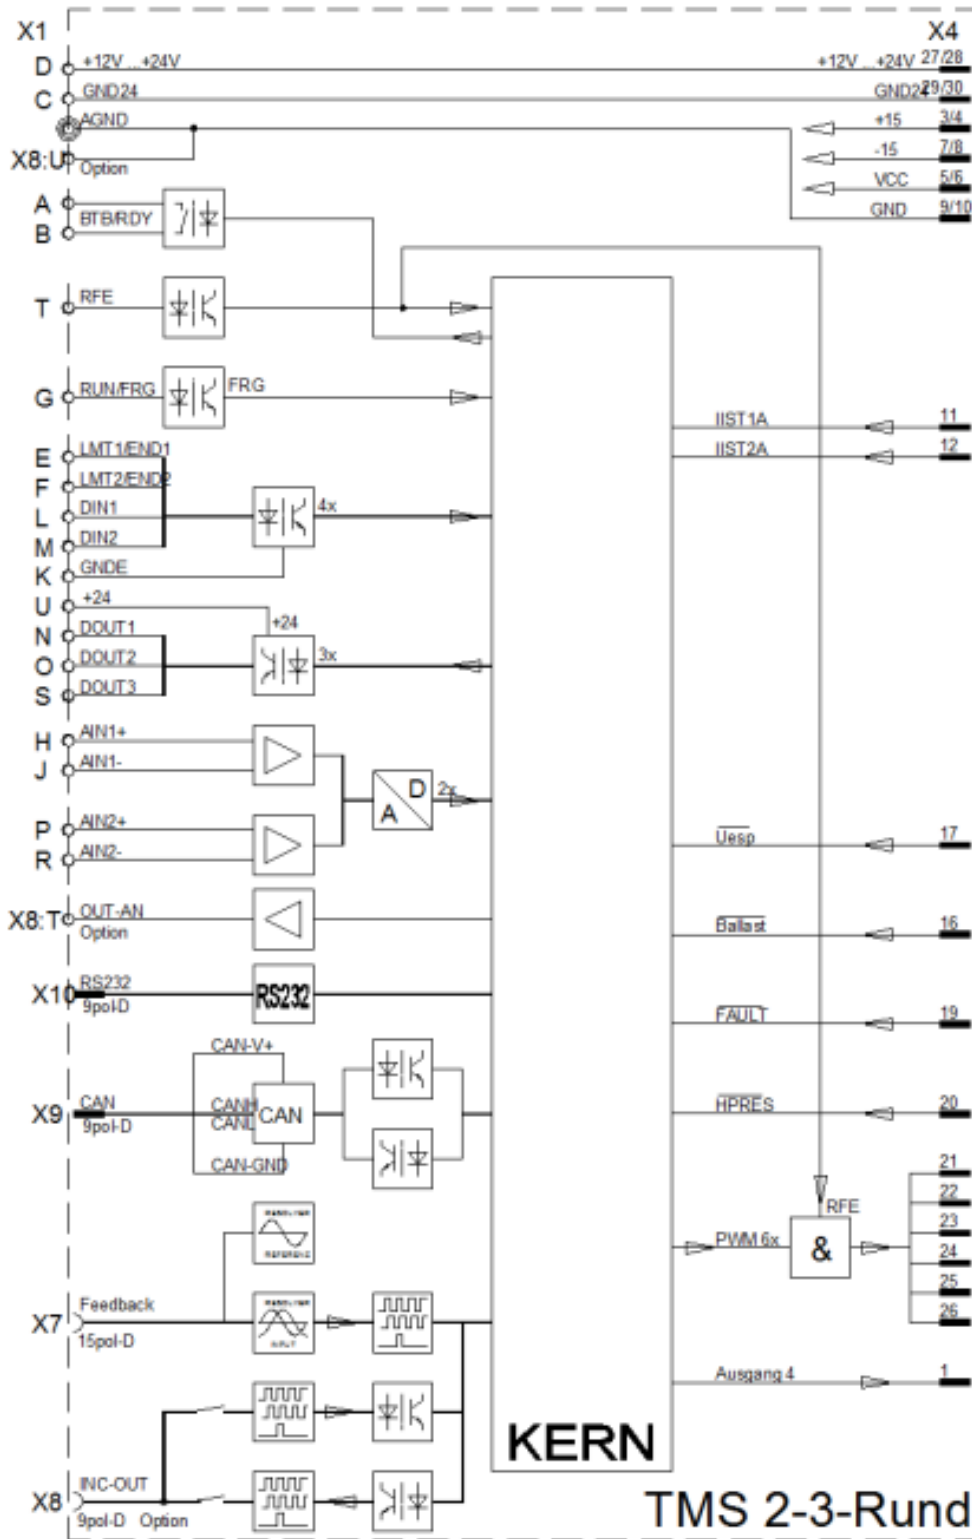 X1 X4
D +12V ...+24V +12V ...+24V 27/28
C GND24 GND24 29/30
AGND +15 3/4
X8:U Option -15 7/8
VCC 5/6
A GND 9/10
BTB/RDY
B
T RFE
G RUN/FRG FRG
IIST1A 11
E LMT1/END1 IIST2A 12
F LMT2/END2
L DIN1 4x
M DIN2
K GNDE
U +24
N DOUT1 +24
O DOUT2 3x
S DOUT3
H AIN1+
J AIN1-
D
A 2x
P AIN2+ Uesp 17
R AIN2-
X8:T OUT-AN Ballast 16
Option
X10 RS232 RS232
9pol-D FAULT 19
CAN-V+
X9 CAN CANH CAN HPRES 20
9pol-D CANL
CAN-GND 21
22
RFE
REFERENC 23
PWM 6x & 24
25
Feedback 26
X7
15pol-D INPUT
Ausgang 4 1
KERN
X8 INC-OUT
9pol-D Option
TMS 2-3-Rund